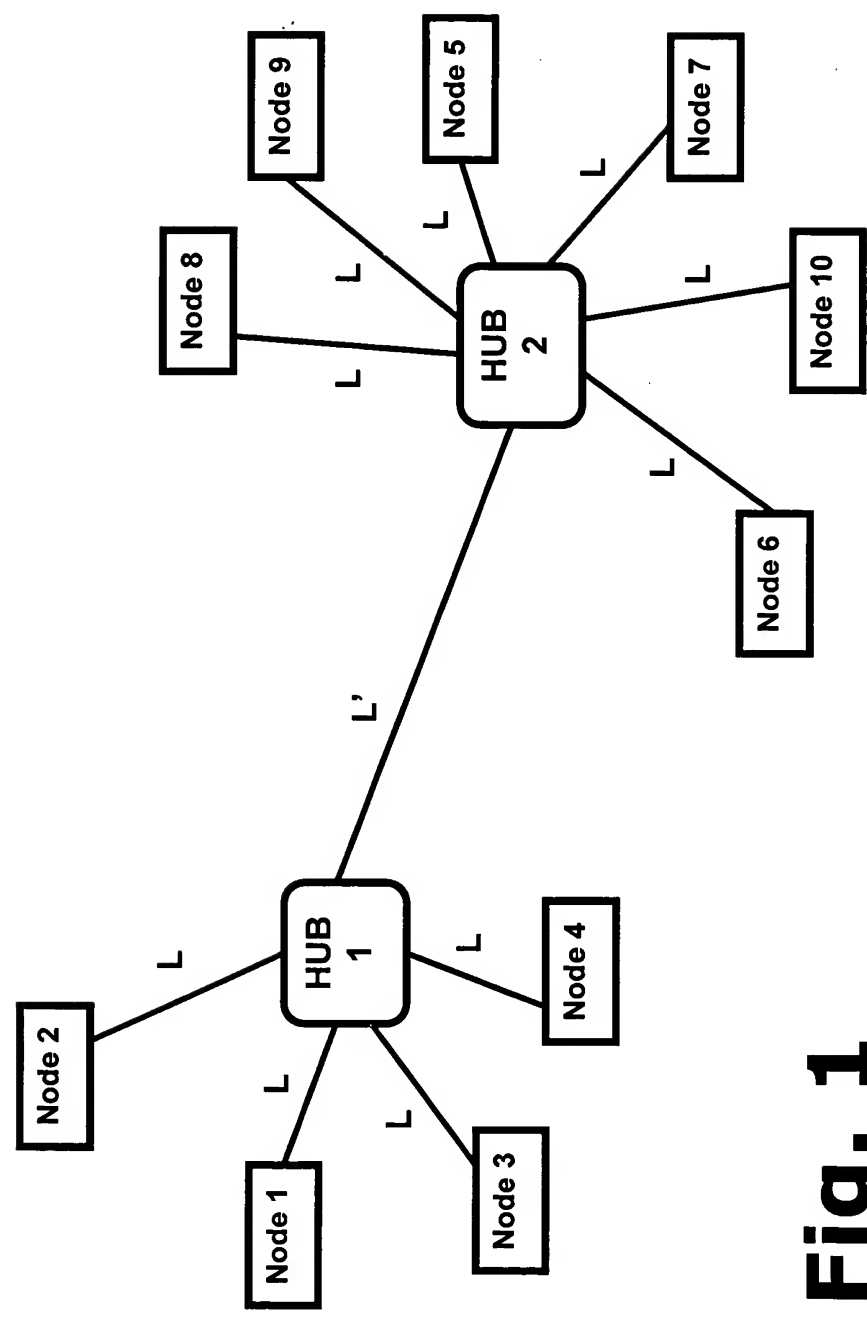 Node 2
L
Node 1
L
HUB
1
L
Node 3
L
Node 4
L'
Node 8
L
Node 9
L
HUB
2
L
Node 5
L
Node 7
L
Node 6
L
Node 10
Fig. 1